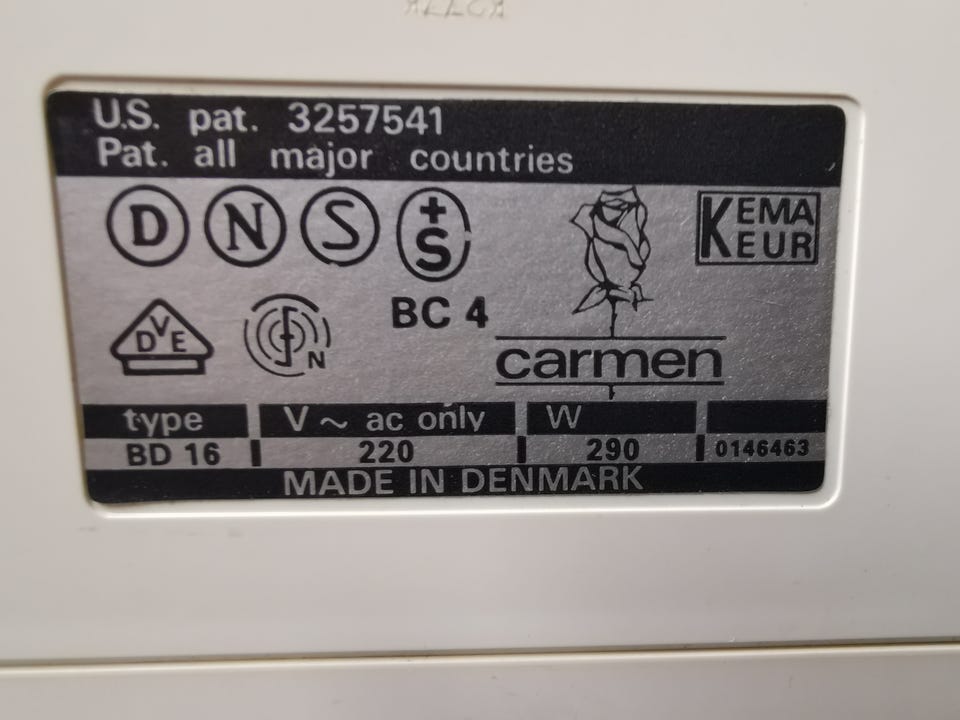 U.S. pat. 3257541
Pat. all major countries
D N S +S KEMA KEUR
DVE N BC 4 carmen
type V ~ ac only W
BD 16 220 290 0146463
MADE IN DENMARK